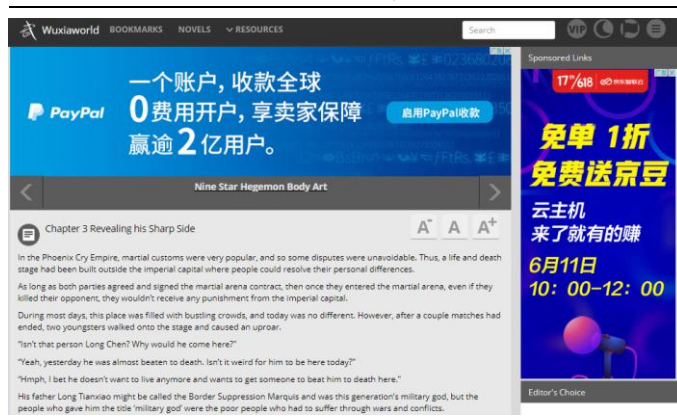 Wuxiaworld BOOKMARKS NOVELS RESOURCES
Search
VIP
PayPal
一个账户，收款全球
0费用开户，享卖家保障
赢逾2亿用户。
启用PayPal收款
Nine Star Hegemon Body Art
Chapter 3 Revealing his Sharp Side
A- A A+
In the Phoenix Cry Empire, martial customs were very popular, and so some disputes were unavoidable. Thus, a life and death
stage had been built outside the imperial capital where people could resolve their personal differences.
As long as both parties agreed and signed the martial arena contract, then once they entered the martial arena, even if they
killed their opponent, they wouldn't receive any punishment from the imperial capital.
During most days, this place was filled with bustling crowds, and today was no different. However, after a couple matches had
ended, two youngsters walked onto the stage and caused an uproar.
"Isn't that person Long Chen? Why would he come here?"
"Yeah, yesterday he was almost beaten to death. Isn't it weird for him to be here today?"
"Hmph, I bet he doesn't want to live anymore and wants to get someone to beat him to death here."
His father Long Tianxiao might be called the Border Suppression Marquis and was this generation's military god, but the
people who gave him the title 'military god' were the poor people who had to suffer through wars and conflicts.
Sponsored Links
17th/618
免单 1折
免费送京豆
云主机
来了就有的赚
6月11日
10：00-12：00
Editor's Choice